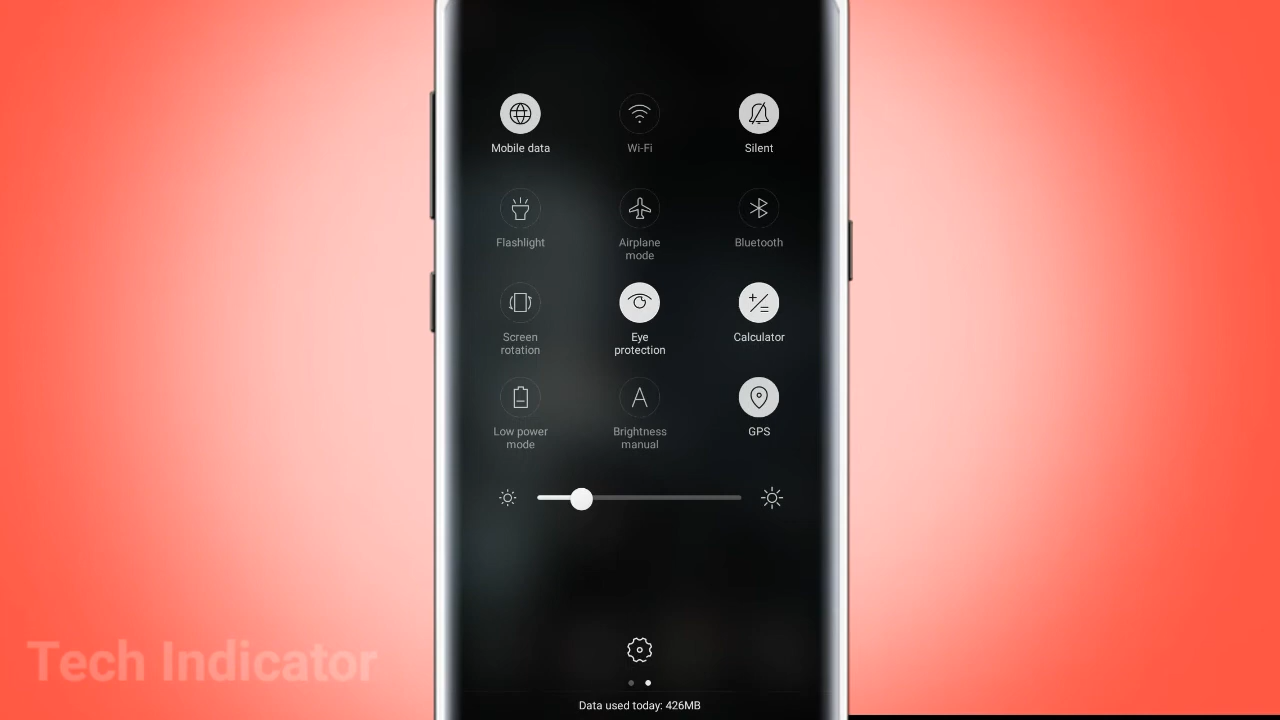 Mobile data
Wi-Fi
Silent
Flashlight
Airplane
mode
Bluetooth
Screen
rotation
Eye
protection
Calculator
Low power
mode
Brightness
manual
GPS
Tech Indicator
Data used today: 426MB